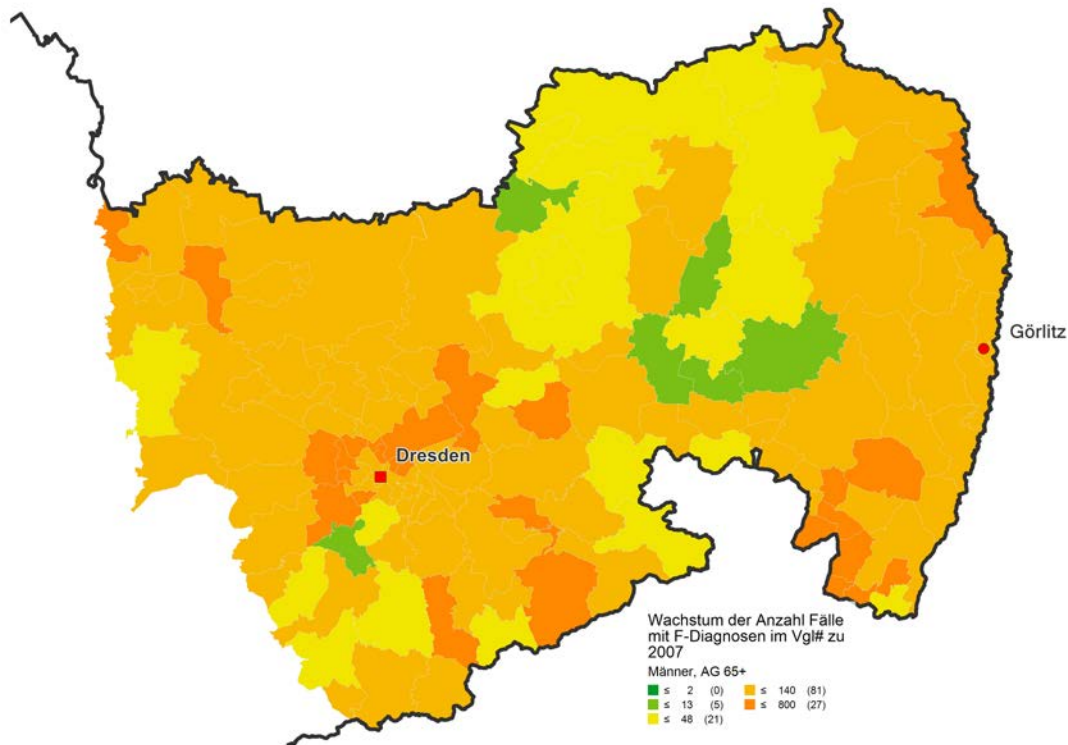 Görlitz
Dresden
Wachstum der Anzahl Fälle
mit F-Diagnosen im Vgl# zu
2007
Männer, AG 65+
≤ 2 (0) ≤ 140 (81)
≤ 13 (5) ≤ 800 (27)
≤ 48 (21)